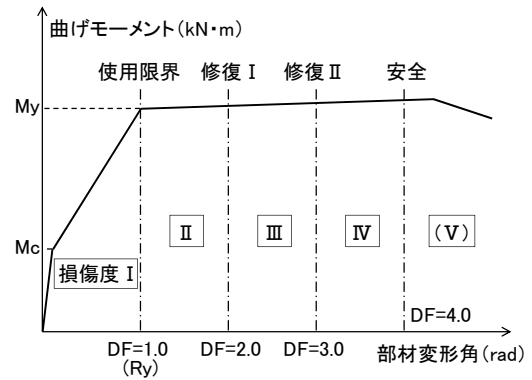 曲げモーメント(kN・m)
使用限界 修復Ⅰ 修復Ⅱ 安全
My
Ⅱ Ⅲ Ⅳ (Ⅴ)
Mc
損傷度 Ⅰ
DF=4.0
DF=1.0 DF=2.0 DF=3.0 部材変形角(rad)
(Ry)